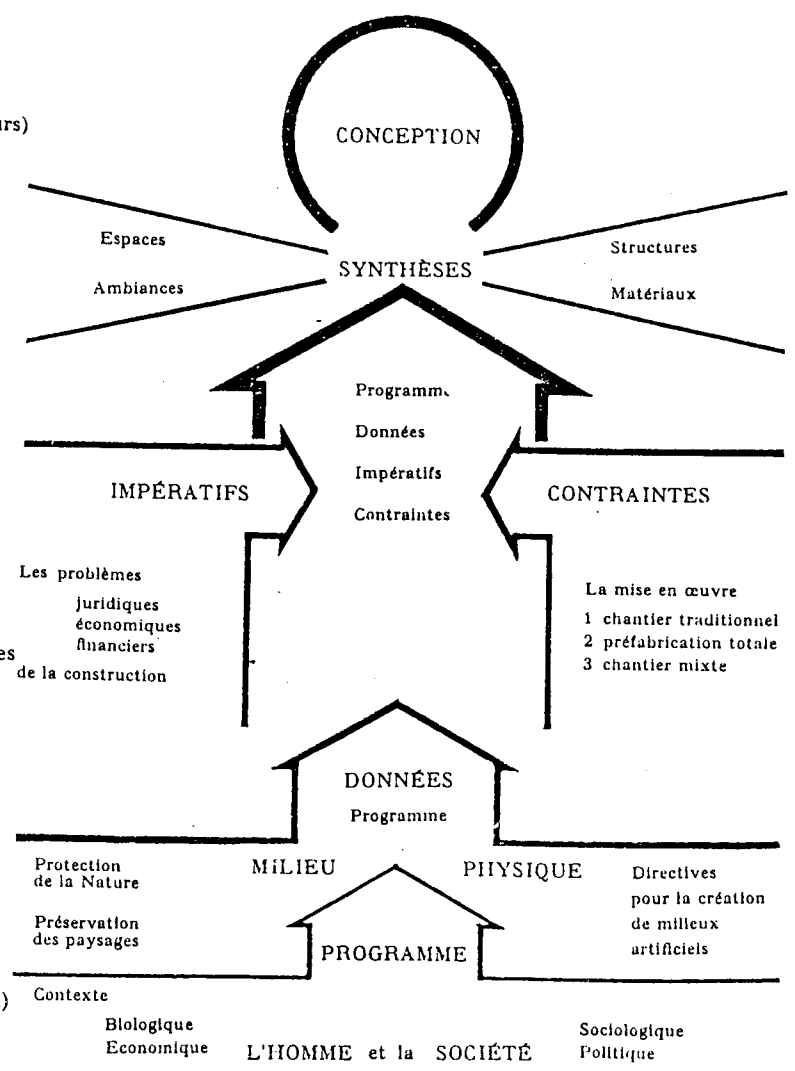 urs)
CONCEPTION
Espaces
Structures
SYNTHÈSES
Ambiances
Matériaux
Programme
Données
Impératifs
Contraintes
IMPÉRATIFS
CONTRAINTES
Les problèmes
juridiques
économiques
financiers
es
de la construction
La mise en œuvre
1 chantier traditionnel
2 préfabrication totale
3 chantier mixte
DONNÉES
Programme
MILIEU PHYSIQUE
Protection
de la Nature
Préservation
des paysages
Directives
pour la création
de milieux
artificiels
PROGRAMME
)
Contexte
Biologique
Economique
L'HOMME et la SOCIÉTÉ
Sociologique
Politique